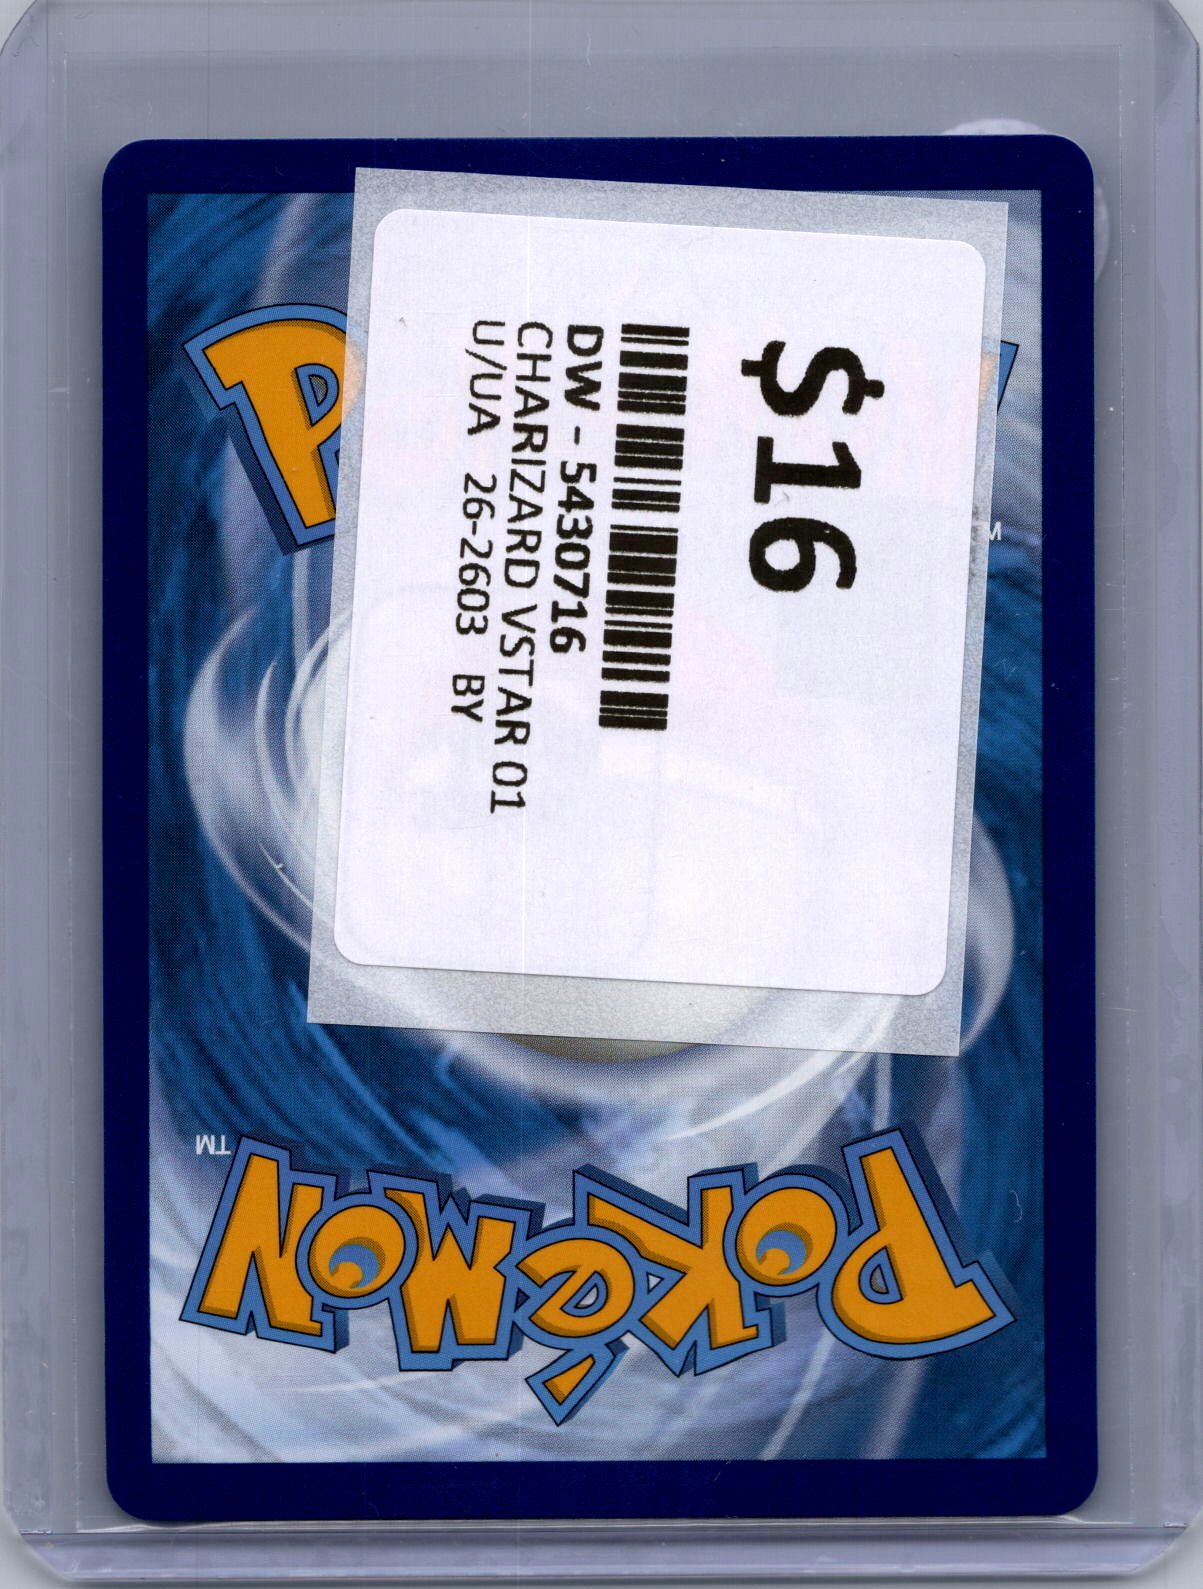 $16
DW - 5430716
CHARIZARD VSTAR 01
U/UA 26-2603 BY
P
TM
POKéMON
TM